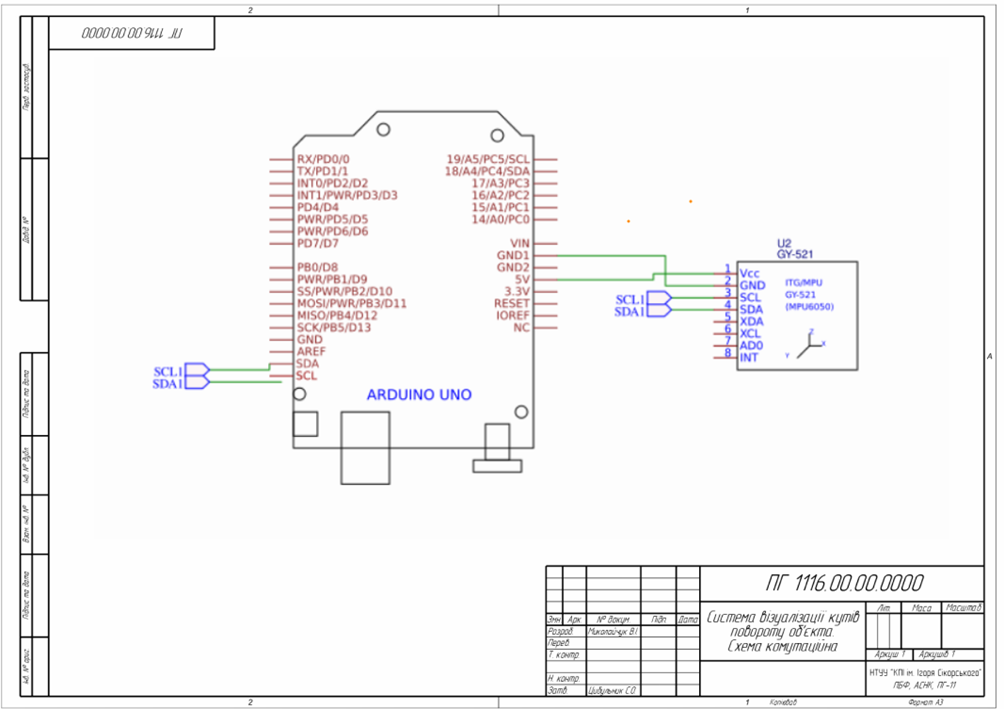 2
1
ПГ 1116.00.00.0000
Перв. застосув.
Довід. №
Підпис та дата
Інв. № дубл.
Взам. інв. №
Підпис та дата
Інв. № ориг.
RX/PD0/0
TX/PD1/1
INT0/PD2/D2
INT1/PWR/PD3/D3
PD4/D4
PWR/PD5/D5
PWR/PD6/D6
PD7/D7
PB0/D8
PWR/PB1/D9
SS/PWR/PB2/D10
MOSI/PWR/PB3/D11
MISO/PB4/D12
SCK/PB5/D13
GND
AREF
SDA
SCL
SCL1
SDA1
19/A5/PC5/SCL
18/A4/PC4/SDA
17/A3/PC3
16/A2/PC2
15/A1/PC1
14/A0/PC0
VIN
GND1
GND2
5V
3.3V
RESET
IOREF
NC
ARDUINO UNO
U2
GY-521
SCL1
SDA1
1 Vcc
2 GND
3 SCL
4 SDA
5 XDA
6 XCL
7 AD0
8 INT
ITG/MPU
GY-521
(MPU6050)
Z
X
Y
A
ПГ 1116.00.00.0000
Змн Арк № докум. Підп. Дата
Розроб. Миколайчук В.І.
Перев.
Т. контр.
Н. контр.
Затв. Цибульник С.О.
Система візуалізації кутів
повороту об'єкта.
Схема комутаційна
Літ. Маса Масштаб
Аркуш 1 Аркушів 1
НТУУ "КПІ ім. Ігоря Сікорського"
ПБФ, АСНК, ПГ-11
2
1
Копіював
Формат А3